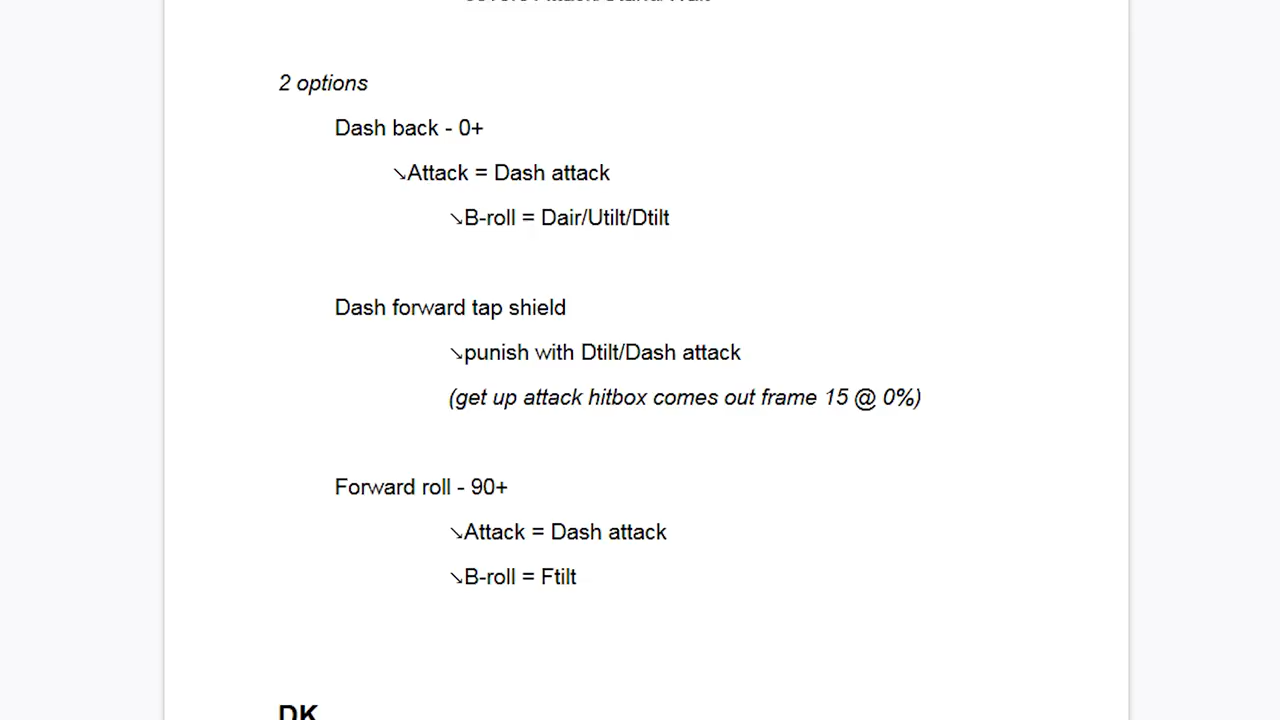 2 options
Dash back - 0+
↘Attack = Dash attack
↘B-roll = Dair/Utilt/Dtilt
Dash forward tap shield
↘punish with Dtilt/Dash attack
(get up attack hitbox comes out frame 15 @ 0%)
Forward roll - 90+
↘Attack = Dash attack
↘B-roll = Ftilt
DK